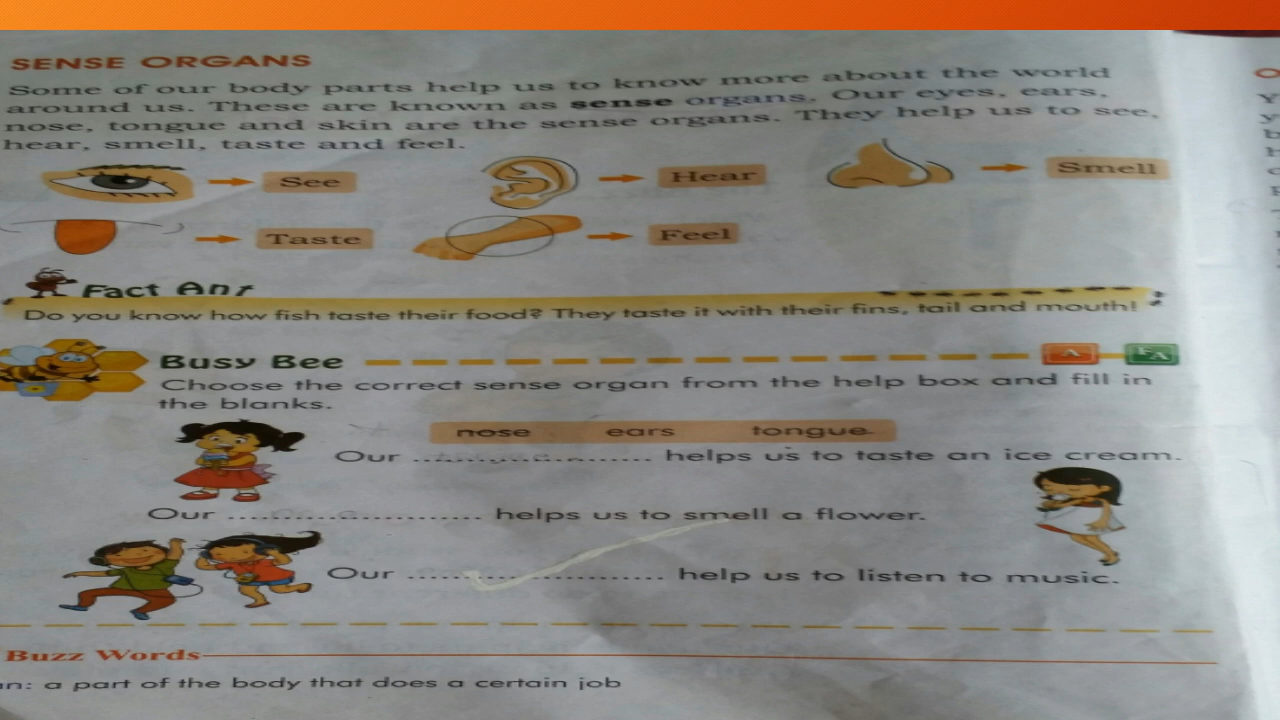 SENSE ORGANS
Some of our body parts help us to know more about the world
around us. These are known as sense organs. Our eyes, ears,
nose, tongue and skin are the sense organs. They help us to see,
hear, smell, taste and feel.
See
Hear
Smell
Taste
Feel
Fact Ant
Do you know how fish taste their food? They taste it with their fins, tail and mouth!
Busy Bee
A
FA
Choose the correct sense organ from the help box and fill in
the blanks.
nose ears tongue
Our ........................ helps us to taste an ice cream.
Our ........................ helps us to smell a flower.
Our ........................ help us to listen to music.
Buzz Words
a part of the body that does a certain job